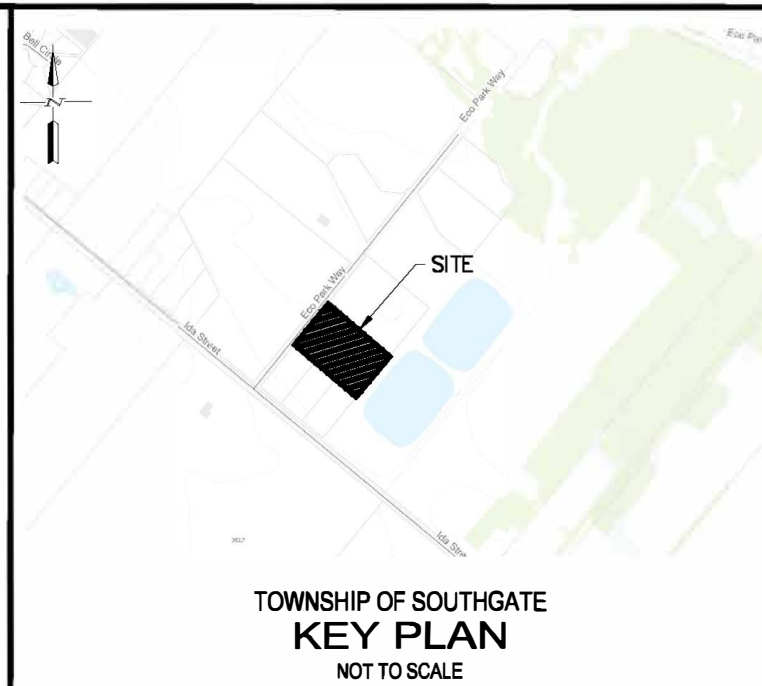 Bell Circle
N
Eco Park Way
Eco Park Way
SITE
Ida Street
Ida Stre
3617
TOWNSHIP OF SOUTHGATE
KEY PLAN
NOT TO SCALE